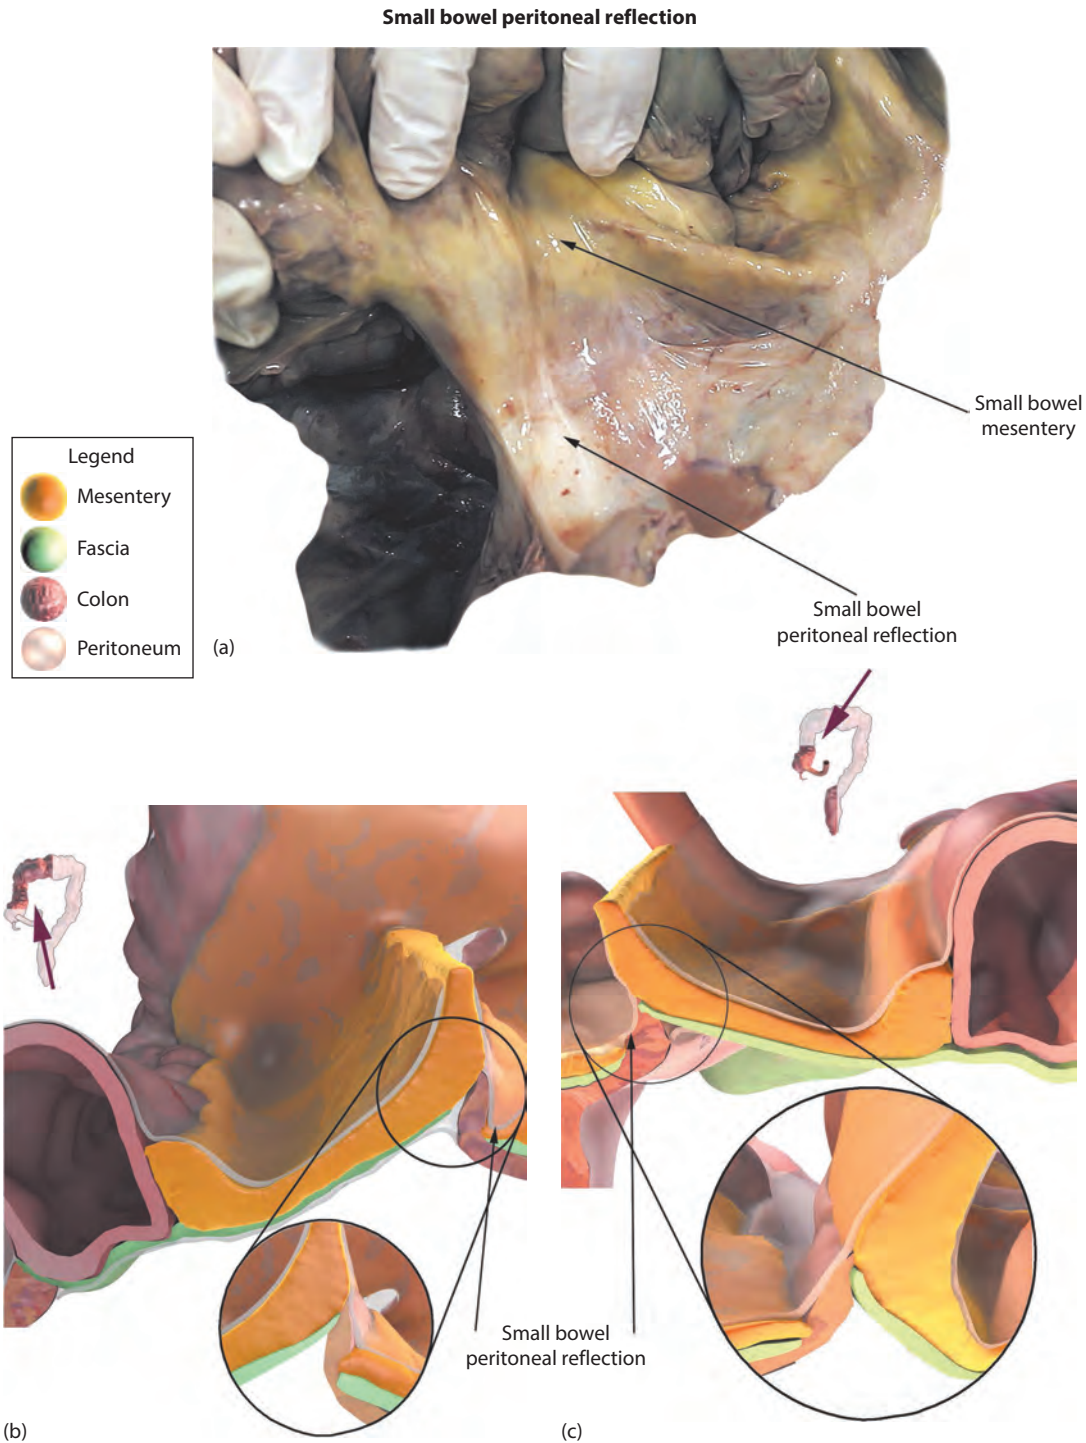 Small bowel peritoneal reflection
Small bowel
mesentery
Legend
Mesentery
Fascia
Colon
Peritoneum
Small bowel
peritoneal reflection
(a)
Small bowel
peritoneal reflection
(b)
(c)